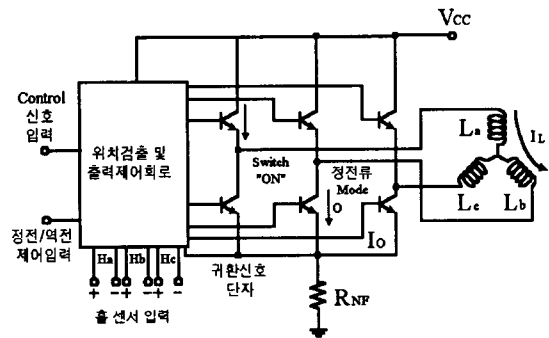 Vcc
Control
신호
입력
위치검출 및
출력제어회로
Switch
"ON"
정전류
Mode
O
La
IL
Lc
Lb
정전/역전
제어입력
Ha
Hb
Hc
+ - + - + -
홀 센서 입력
귀환신호
단자
Io
RNF